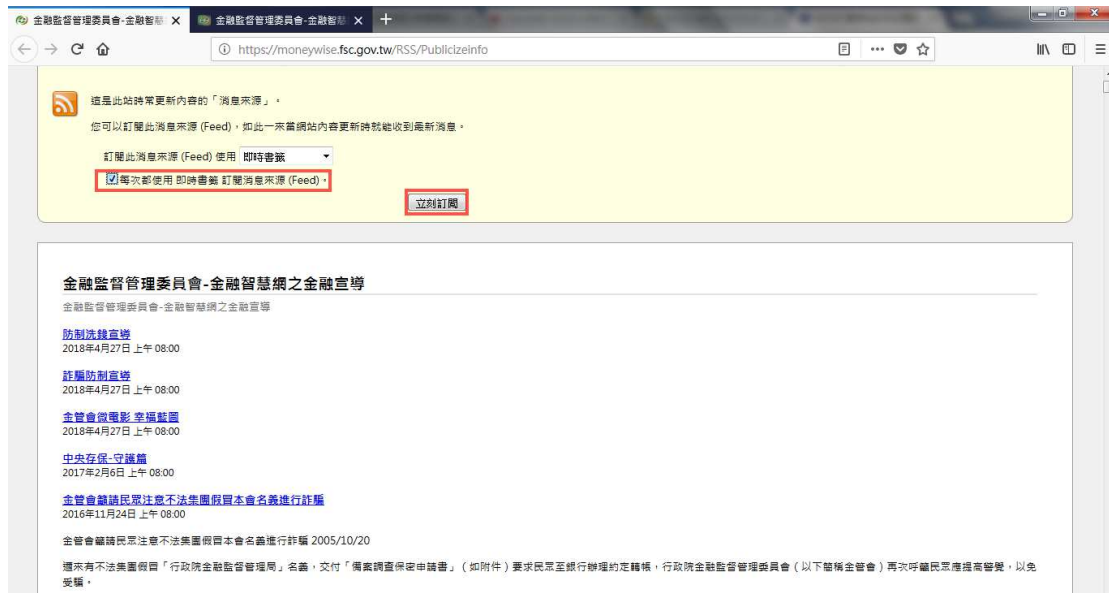 金融監督管理委員會-金融智慧
金融監督管理委員會-金融智慧
https://moneywise.fsc.gov.tw/RSS/Publicizeinfo
這是此站時常更新內容的「消息來源」。
您可以訂閱此消息來源 (Feed)，如此一來當網站內容更新時就能收到最新消息。
訂閱此消息來源 (Feed) 使用 即時書籤
每次都使用 即時書籤 訂閱消息來源 (Feed)。
立刻訂閱
金融監督管理委員會-金融智慧網之金融宣導
金融監督管理委員會-金融智慧網之金融宣導
防制洗錢宣導
2018年4月27日 上午 08:00
詐騙防制宣導
2018年4月27日 上午 08:00
金管會微電影 幸福藍圖
2018年4月27日 上午 08:00
中央存保-守護篇
2017年2月6日 上午 08:00
金管會籲請民眾注意不法集團假冒本會名義進行詐騙
2016年11月24日 上午 08:00
金管會籲請民眾注意不法集團假冒本會名義進行詐騙 2005/10/20
邇來有不法集團假冒「行政院金融監督管理局」名義，交付「備案調查保密申請書」（如附件）要求民眾至銀行辦理約定轉帳，行政院金融監督管理委員會（以下簡稱金管會）再次呼籲民眾應提高警覺，以免
受騙。